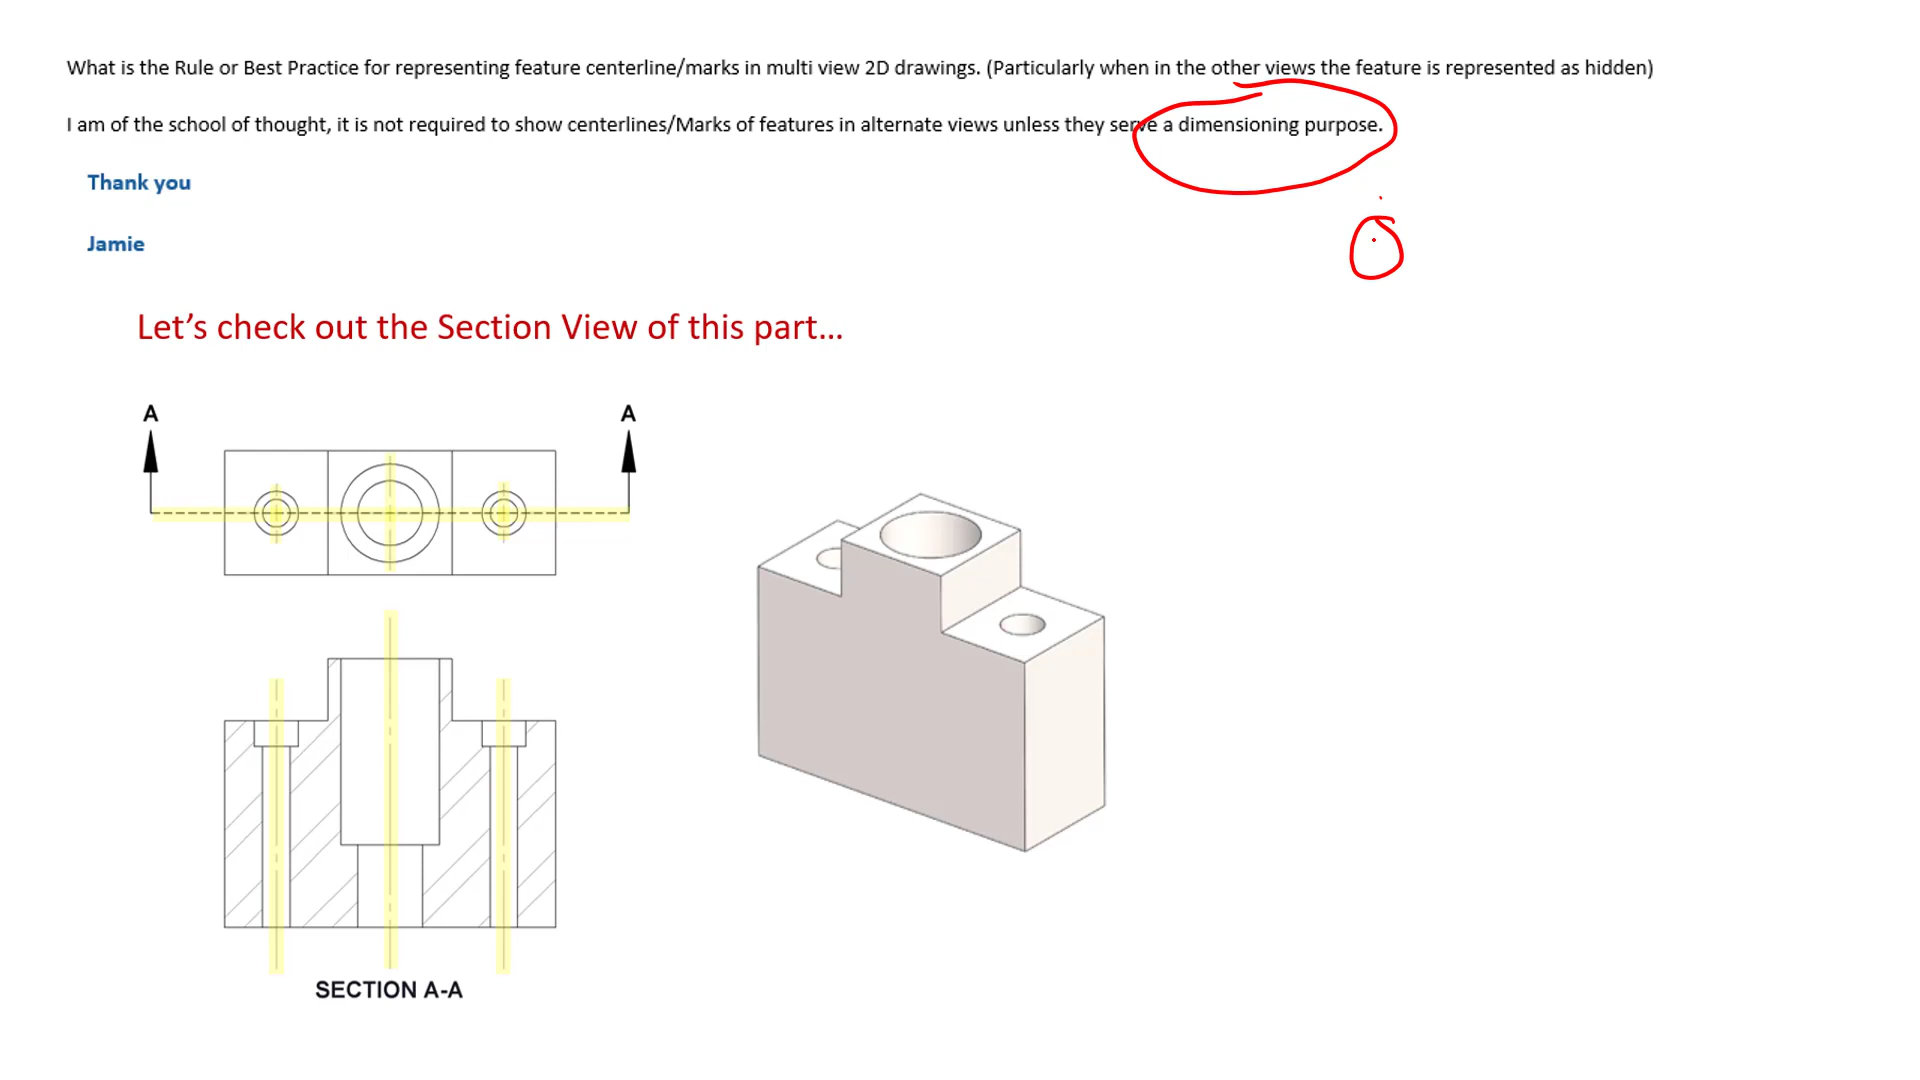 What is the Rule or Best Practice for representing feature centerline/marks in multi view 2D drawings. (Particularly when in the other views the feature is represented as hidden)
I am of the school of thought, it is not required to show centerlines/Marks of features in alternate views unless they serve a dimensioning purpose.
Thank you
Jamie
Let’s check out the Section View of this part...
A A
SECTION A-A